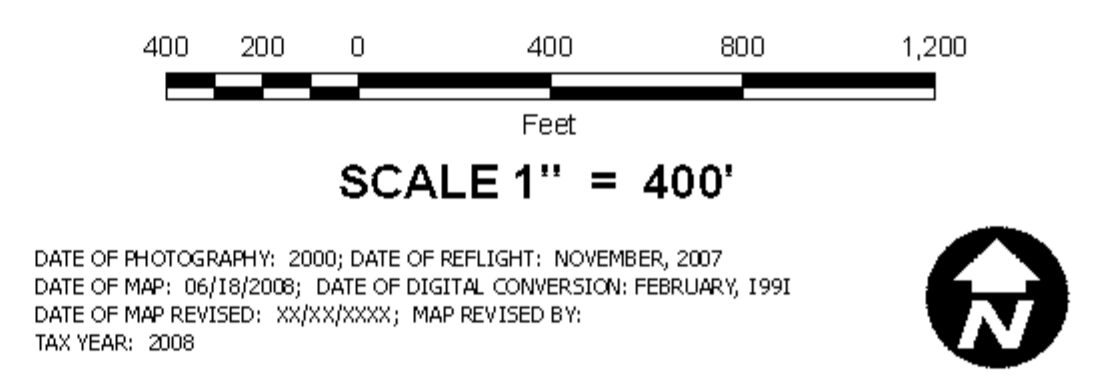 400 200 0 400 800 1,200
Feet
SCALE 1" = 400'
DATE OF PHOTOGRAPHY: 2000; DATE OF REFLIGHT: NOVEMBER, 2007
DATE OF MAP: 06/18/2008; DATE OF DIGITAL CONVERSION: FEBRUARY, 1991
DATE OF MAP REVISED: XX/XX/XXXX; MAP REVISED BY:
TAX YEAR: 2008
N